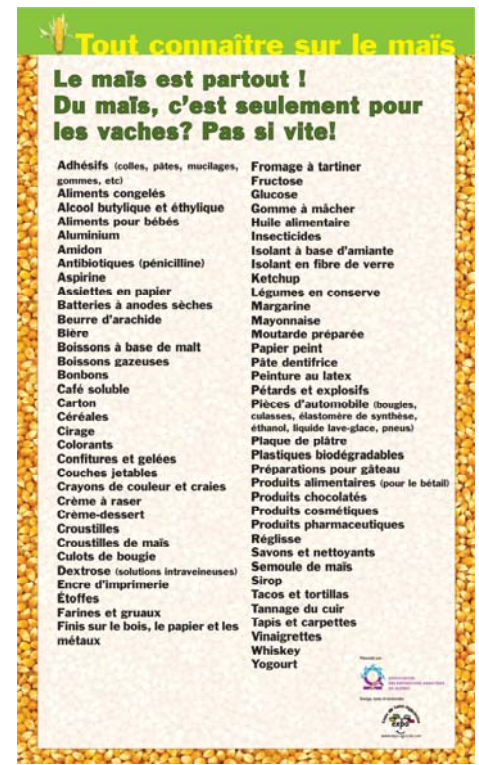 Tout connaître sur le maïs
Le maïs est partout !
Du maïs, c'est seulement pour
les vaches? Pas si vite!
Adhésifs (colles, pâtes, mucilages,
gommes, etc)
Aliments congelés
Alcool butylique et éthylique
Aliments pour bébés
Aluminium
Amidon
Antibiotiques (pénicilline)
Aspirine
Assiettes en papier
Batteries à anodes sèches
Beurre d'arachide
Bière
Boissons à base de malt
Boissons gazeuses
Bonbons
Café soluble
Carton
Céréales
Cirage
Colorants
Confitures et gelées
Couches jetables
Crayons de couleur et craies
Crème à raser
Crème-dessert
Croustilles
Croustilles de maïs
Culots de bougie
Dextrose (solutions intraveineuses)
Encre d'imprimerie
Étoffes
Farines et gruaux
Finis sur le bois, le papier et les
métaux
Fromage à tartiner
Fructose
Glucose
Gomme à mâcher
Huile alimentaire
Insecticides
Isolant à base d'amiante
Isolant en fibre de verre
Ketchup
Légumes en conserve
Margarine
Mayonnaise
Moutarde préparée
Papier peint
Pâte dentifrice
Peinture au latex
Pétards et explosifs
Pièces d'automobile (bougies,
culasses, élastomère de synthèse,
éthanol, liquide lave-glace, pneus)
Plaque de plâtre
Plastiques biodégradables
Préparations pour gâteau
Produits alimentaires (pour le bétail)
Produits chocolatés
Produits cosmétiques
Produits pharmaceutiques
Réglisse
Savons et nettoyants
Semoule de maïs
Sirop
Tacos et tortillas
Tannage du cuir
Tapis et carpettes
Vinaigrettes
Whiskey
Yogourt
expo